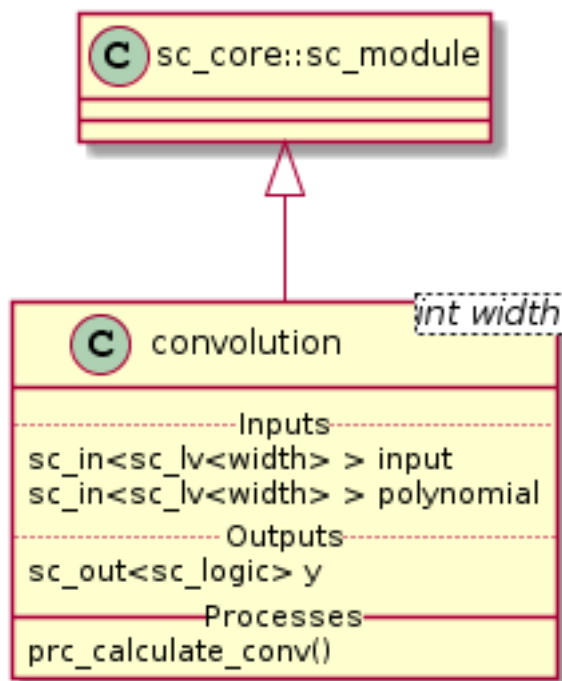 C sc_core::sc_module
int width
C convolution
Inputs
sc_in<sc_lv<width> > input
sc_in<sc_lv<width> > polynomial
Outputs
sc_out<sc_logic> y
Processes
prc_calculate_conv()